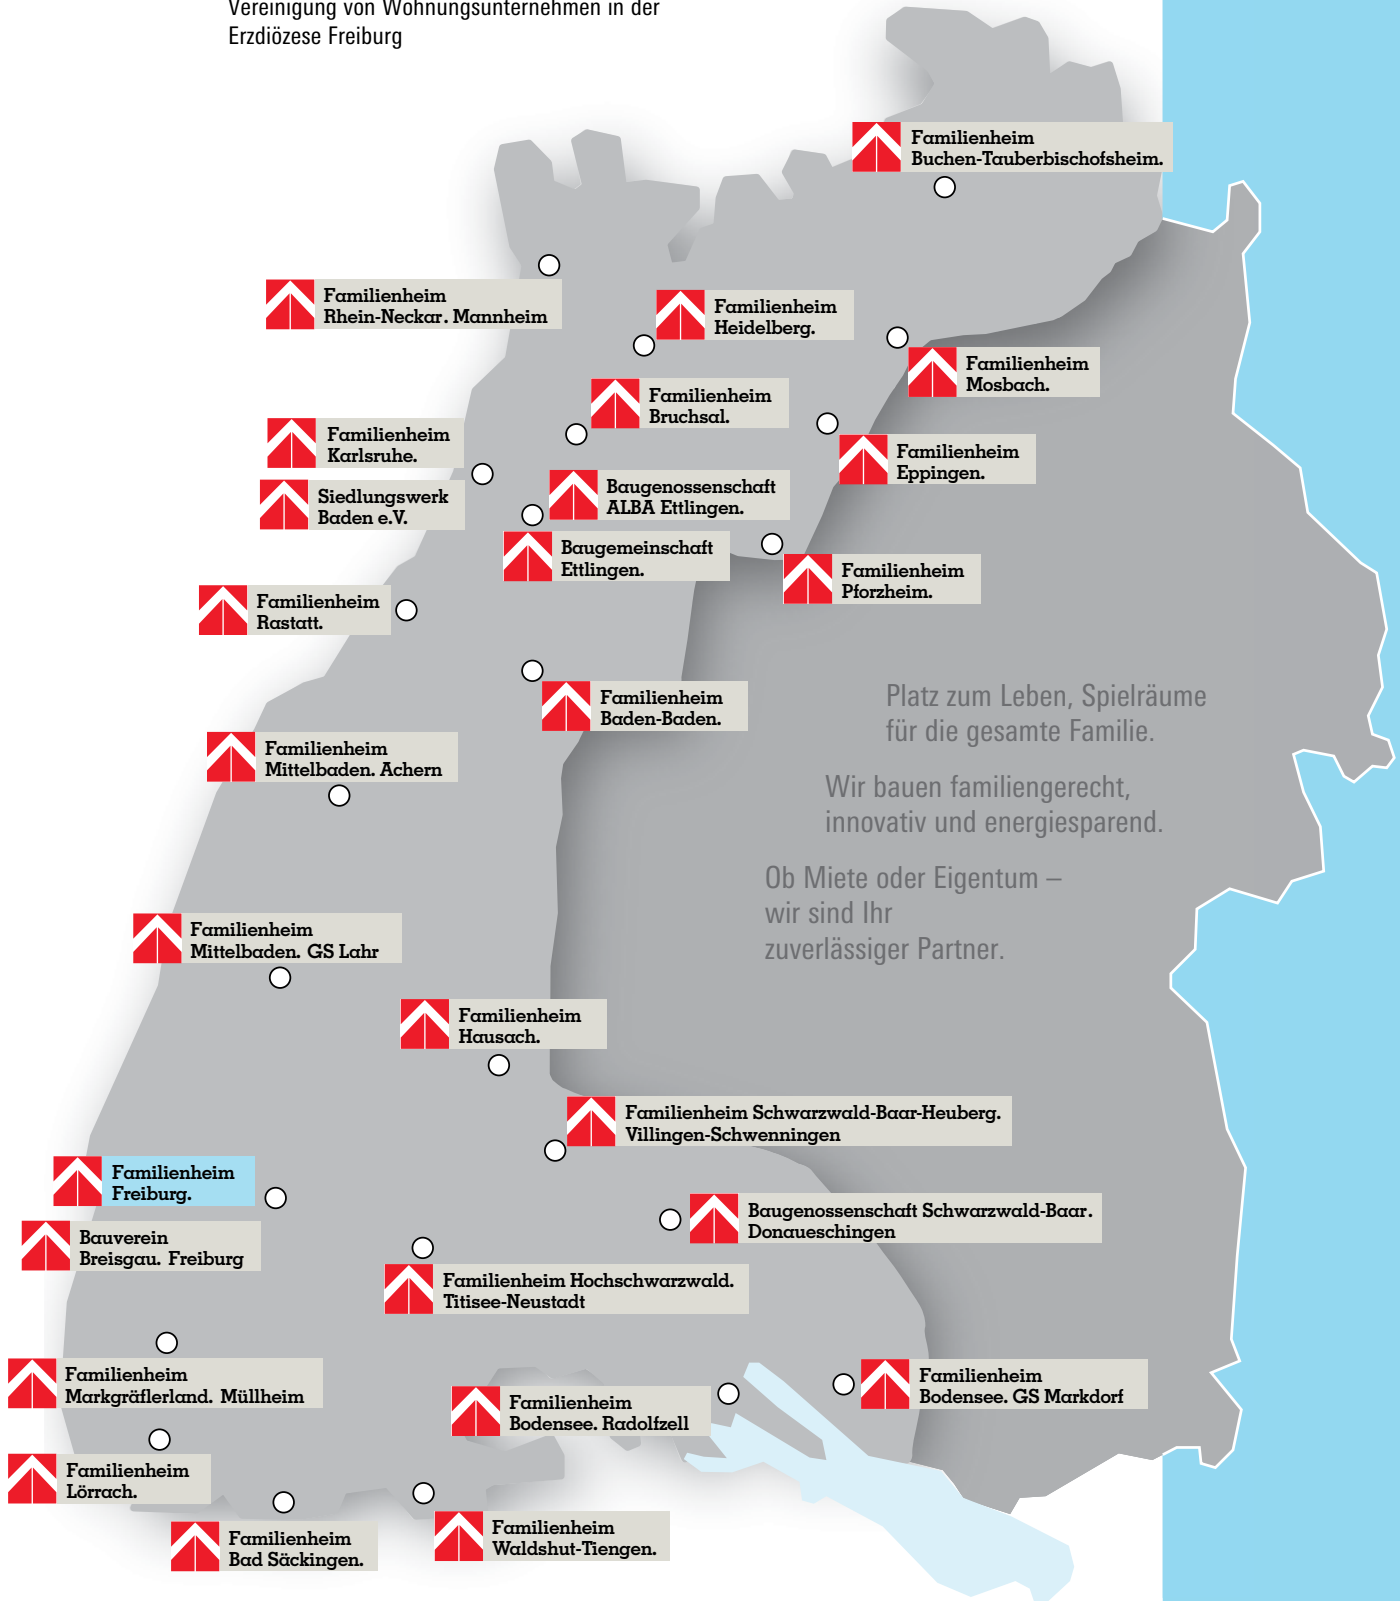 Vereinigung von Wohnungsunternehmen in der
Erzdiözese Freiburg
Familienheim
Buchen-Tauberbischofsheim.
Familienheim
Rhein-Neckar. Mannheim
Familienheim
Heidelberg.
Familienheim
Mosbach.
Familienheim
Bruchsal.
Familienheim
Karlsruhe.
Familienheim
Eppingen.
Siedlungswerk
Baden e.V.
Baugenossenschaft
ALBA Ettlingen.
Baugemeinschaft
Ettlingen.
Familienheim
Pforzheim.
Familienheim
Rastatt.
Familienheim
Baden-Baden.
Platz zum Leben, Spielräume
für die gesamte Familie.
Familienheim
Mittelbaden. Achern
Wir bauen familiengerecht,
innovativ und energiesparend.
Ob Miete oder Eigentum –
wir sind Ihr
zuverlässiger Partner.
Familienheim
Mittelbaden. GS Lahr
Familienheim
Hausach.
Familienheim Schwarzwald-Baar-Heuberg.
Villingen-Schwenningen
Familienheim
Freiburg.
Baugenossenschaft Schwarzwald-Baar.
Donaueschingen
Bauverein
Breisgau. Freiburg
Familienheim Hochschwarzwald.
Titisee-Neustadt
Familienheim
Markgräflerland. Müllheim
Familienheim
Bodensee. GS Markdorf
Familienheim
Bodensee. Radolfzell
Familienheim
Lörrach.
Familienheim
Bad Säckingen.
Familienheim
Waldshut-Tiengen.